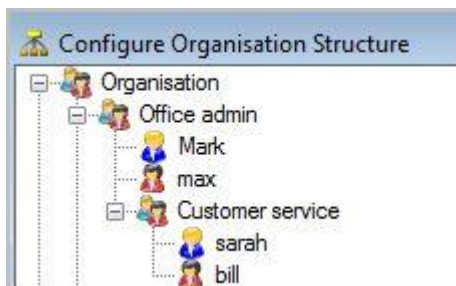 Configure Organisation Structure
Organisation
Office admin
Mark
max
Customer service
sarah
bill